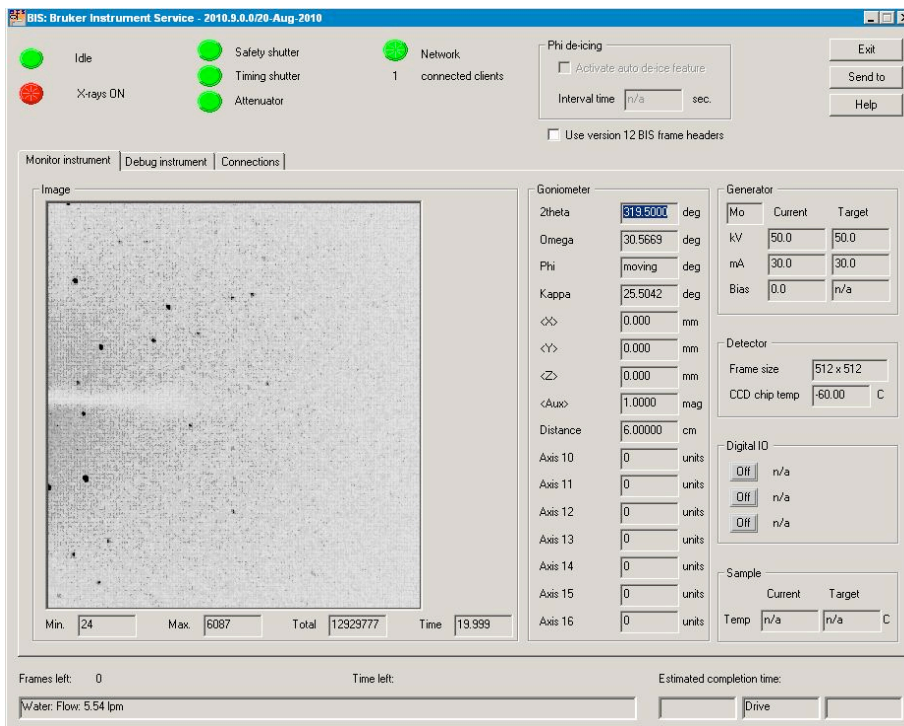 BIS: Bruker Instrument Service - 2010.9.0.0/20-Aug-2010
Idle
X-rays ON
Safety shutter
Timing shutter
Attenuator
Network
1 connected clients
Phi de-icing
Activate auto de-ice feature
Interval time n/a sec.
Use version 12 BIS frame headers
Exit
Send to
Help
Monitor instrument Debug instrument Connections
Image
Min. 24 Max. 6087 Total 12929777 Time 19.999
Goniometer
2theta 319.5000 deg
Omega 30.5669 deg
Phi moving deg
Kappa 25.5042 deg
<X> 0.000 mm
<Y> 0.000 mm
<Z> 0.000 mm
<Aux> 1.0000 mag
Distance 6.00000 cm
Axis 10 0 units
Axis 11 0 units
Axis 12 0 units
Axis 13 0 units
Axis 14 0 units
Axis 15 0 units
Axis 16 0 units
Generator
Mo Current Target
kV 50.0 50.0
mA 30.0 30.0
Bias 0.0 n/a
Detector
Frame size 512 x 512
CCD chip temp -60.00 C
Digital IO
Off n/a
Off n/a
Off n/a
Sample
Current Target
Temp n/a n/a C
Frames left: 0 Time left: Estimated completion time:
Water: Flow: 5.54 lpm Drive